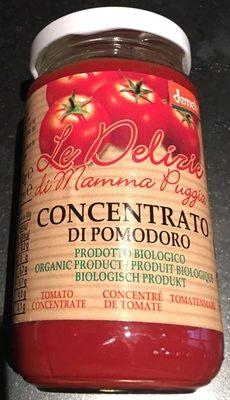 demeter
Le Delizie
di Mamma Puggia
CONCENTRATO
DI POMODORO
PRODOTTO BIOLOGICO
ORGANIC PRODUCT / PRODUIT BIOLOGIQUE
BIOLOGISCH PRODUKT
TOMATO CONCENTRATE
CONCENTRÉ DE TOMATE
TOMATENMARK